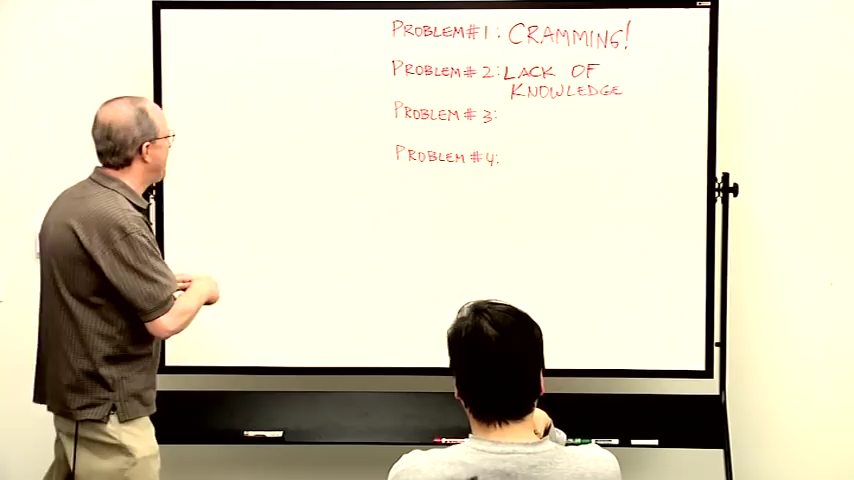 PROBLEM #1: CRAMMING!
PROBLEM #2: LACK OF
KNOWLEDGE
PROBLEM #3:
PROBLEM #4: